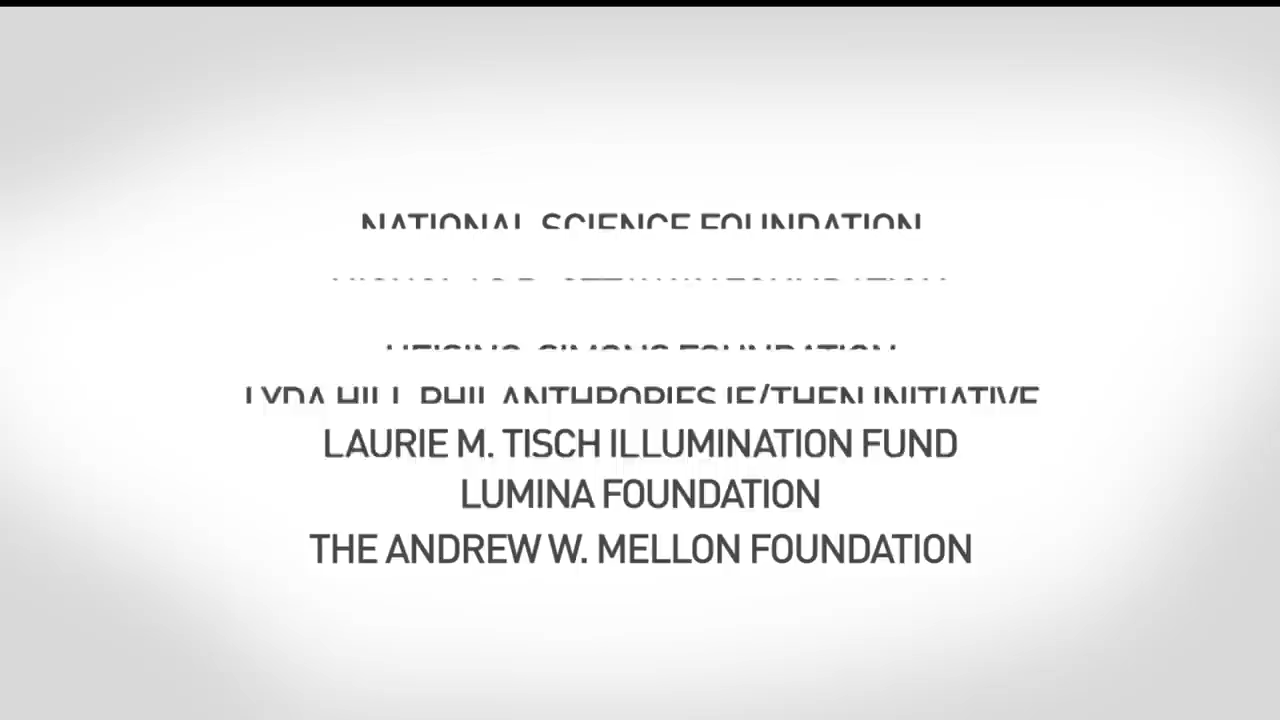 NATIONAL SCIENCE FOUNDATION
FOUNDATION
HEISING-SIMONS FOUNDATION
LYDA HILL PHILANTHROPIES IF/THEN INITIATIVE
LAURIE M. TISCH ILLUMINATION FUND
LUMINA FOUNDATION
THE ANDREW W. MELLON FOUNDATION